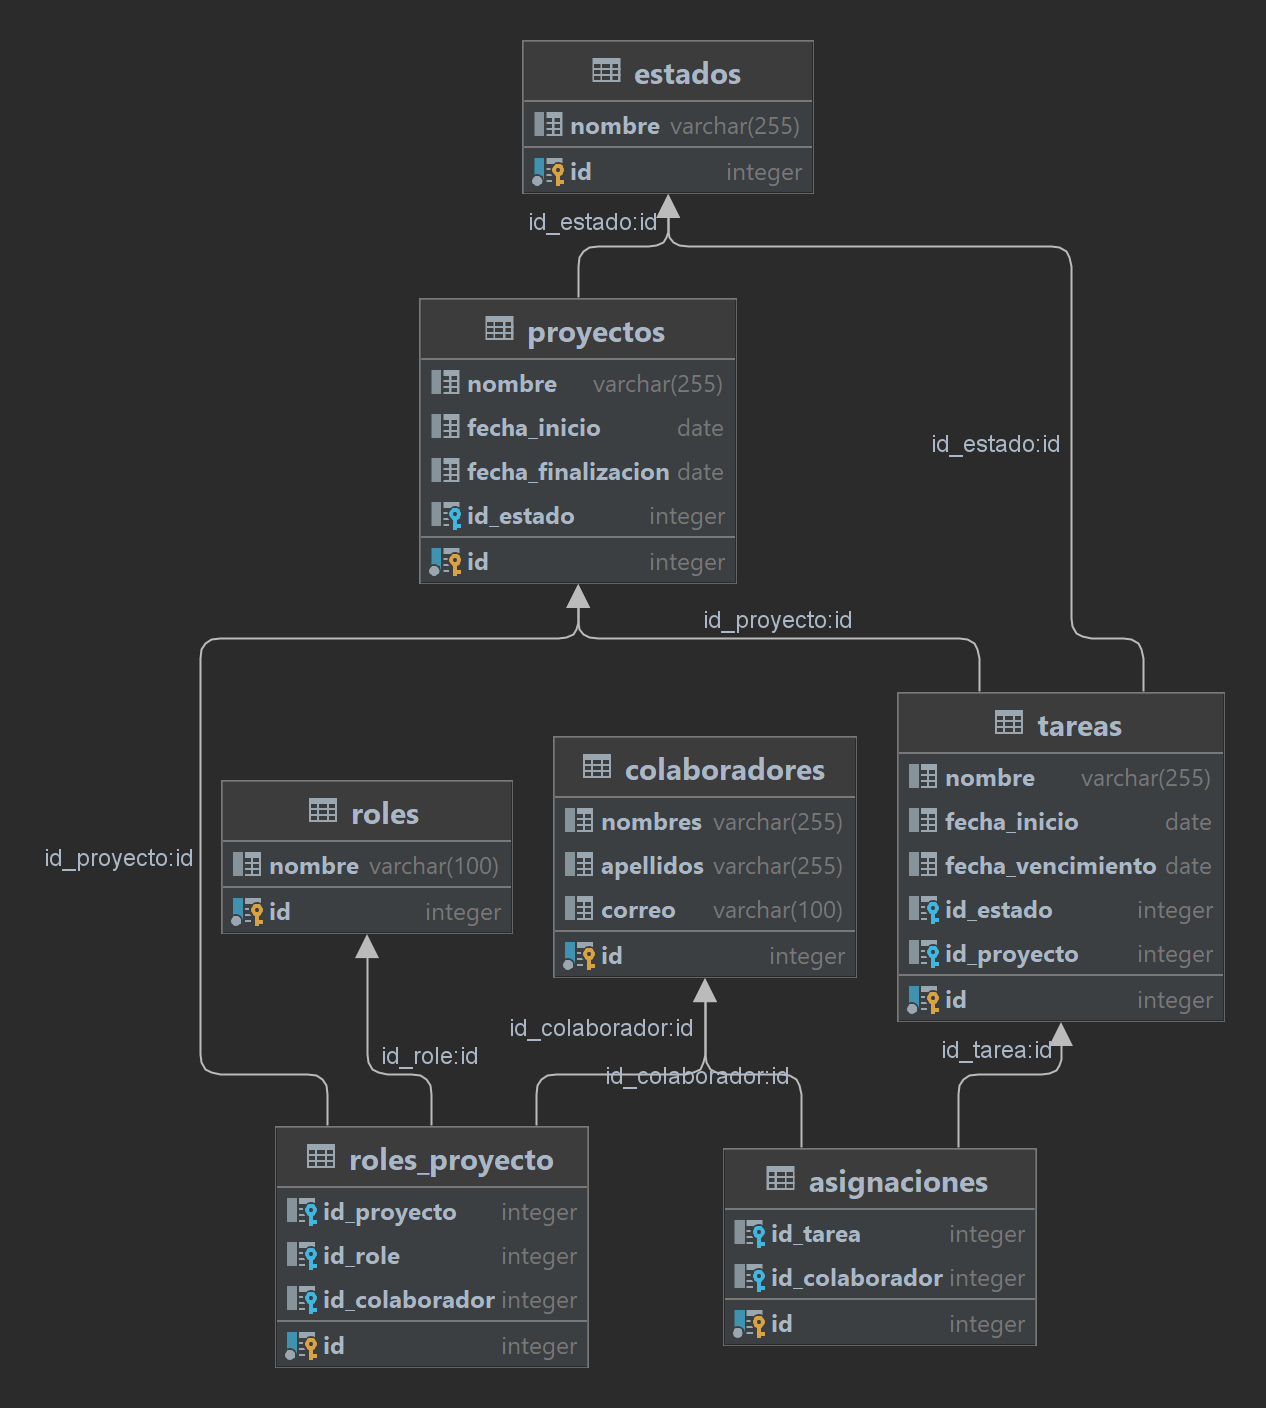 estados
nombre varchar(255)
id integer
id_estado:id
proyectos
nombre varchar(255)
fecha_inicio date
fecha_finalizacion date
id_estado integer
id integer
id_estado:id
id_proyecto:id
tareas
nombre varchar(255)
fecha_inicio date
fecha_vencimiento date
id_estado integer
id_proyecto integer
id integer
colaboradores
nombres varchar(255)
apellidos varchar(255)
correo varchar(100)
id integer
roles
nombre varchar(100)
id integer
id_proyecto:id
id_colaborador:id
id_role:id
id_colaborador:id
id_tarea:id
roles_proyecto
id_proyecto integer
id_role integer
id_colaborador integer
id integer
asignaciones
id_tarea integer
id_colaborador integer
id integer